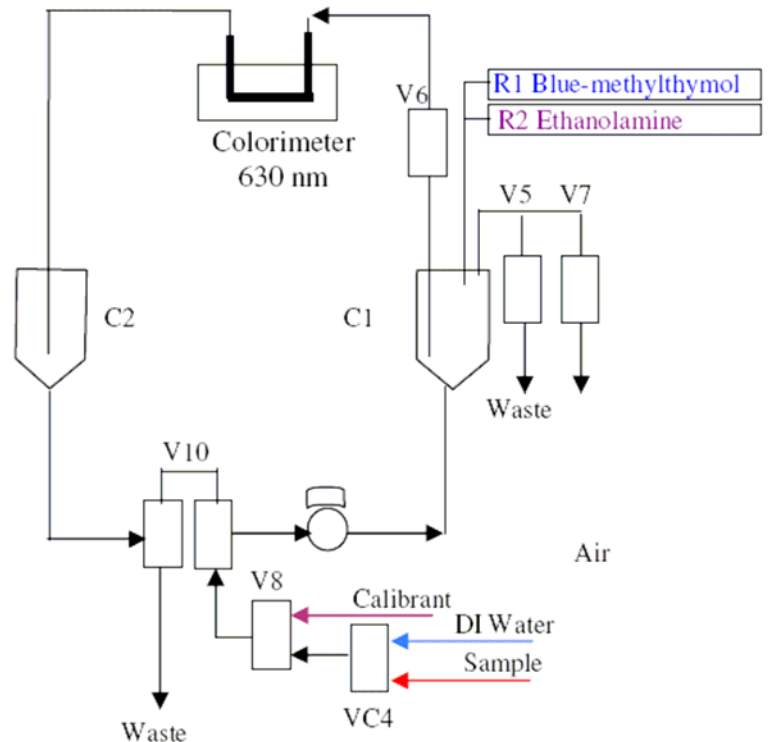 R1 Blue-methylthymol
V6
R2 Ethanolamine
Colorimeter
630 nm
V5
V7
C2
C1
Waste
V10
Air
V8
Calibrant
DI Water
Sample
VC4
Waste